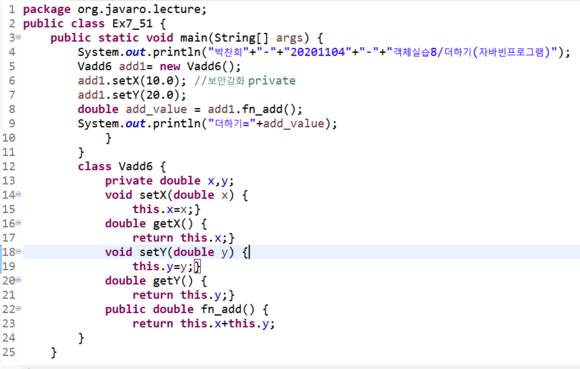 1 package org.javaro.lecture;
2 public class Ex7_51 {
3 public static void main(String[] args) {
4 System.out.println("박찬희"+"-"+"20201104"+"-"+"객체실습8/더하기(자바빈프로그램)");
5 Vadd6 add1= new Vadd6();
6 add1.setX(10.0); //보안강화 private
7 add1.setY(20.0);
8 double add_value = add1.fn_add();
9 System.out.println("더하기="+add_value);
10 }
11 }
12 class Vadd6 {
13 private double x,y;
14 void setX(double x) {
15 this.x=x;}
16 double getX() {
17 return this.x;}
18 void setY(double y) {
19 this.y=y;}
20 double getY() {
21 return this.y;}
22 public double fn_add() {
23 return this.x+this.y;
24 }
25 }